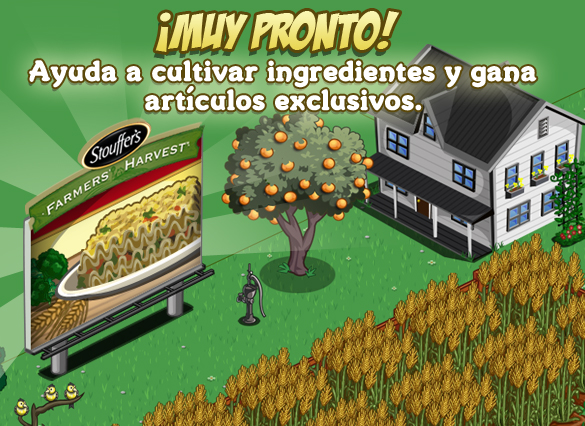 ¡MUY PRONTO!
Ayuda a cultivar ingredientes y gana
artículos exclusivos.
Stouffer's
FARMERS' HARVEST